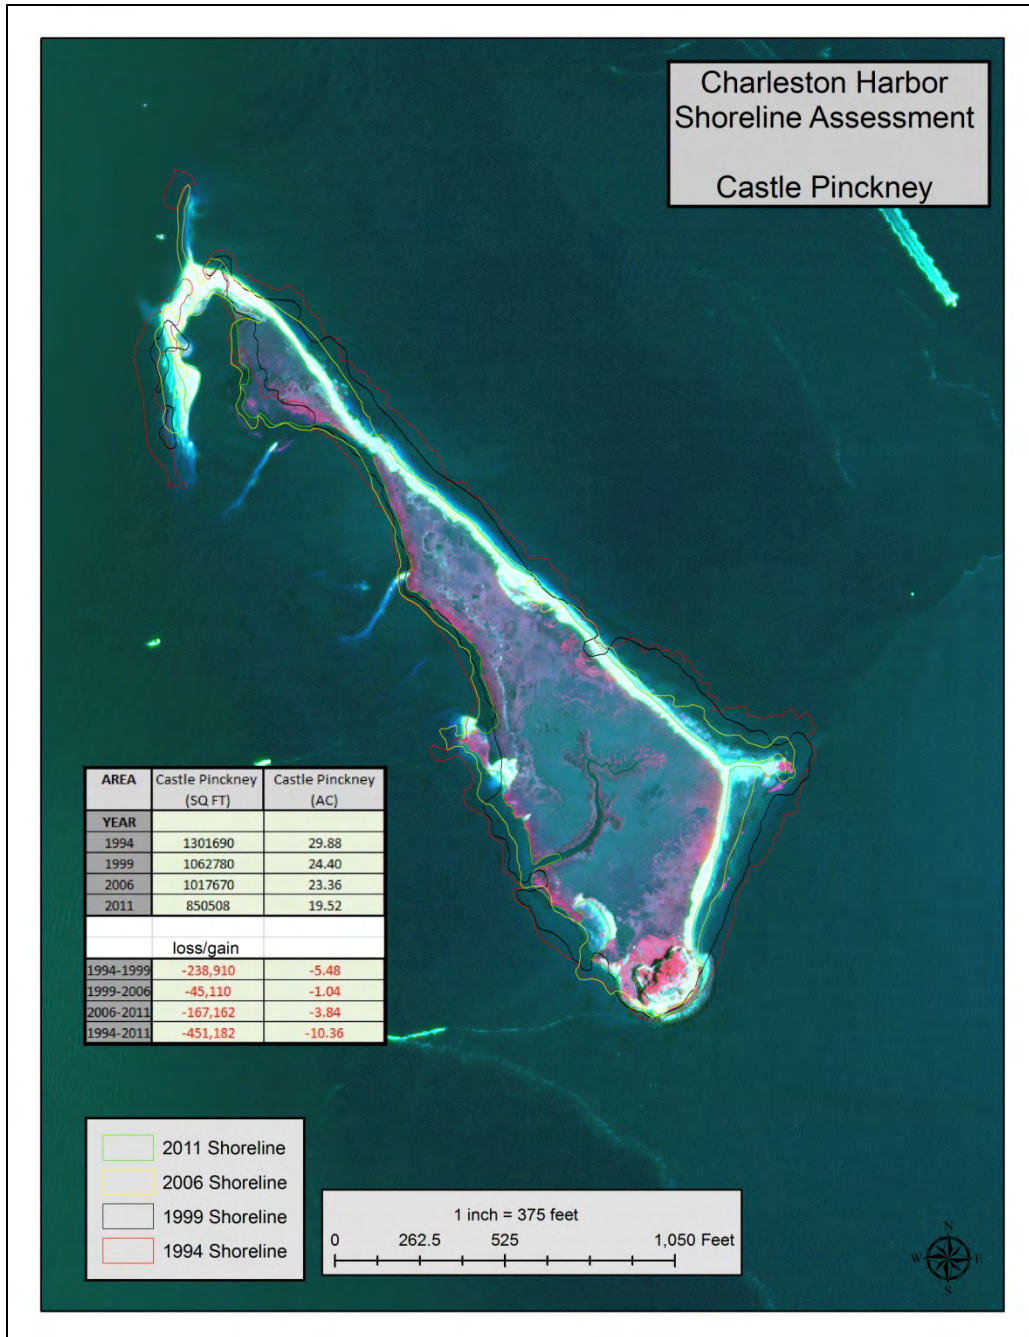 Charleston Harbor
Shoreline Assessment
Castle Pinckney
AREA Castle Pinckney Castle Pinckney
(SQ FT) (AC)
YEAR
1994 1301690 29.88
1999 1062780 24.40
2006 1017670 23.36
2011 850508 19.52
loss/gain
1994-1999 -238,910 -5.48
1999-2006 -45,110 -1.04
2006-2011 -167,162 -3.84
1994-2011 -451,182 -10.36
2011 Shoreline
2006 Shoreline
1999 Shoreline
1994 Shoreline
1 inch = 375 feet
0 262.5 525 1,050 Feet
N
W E
S